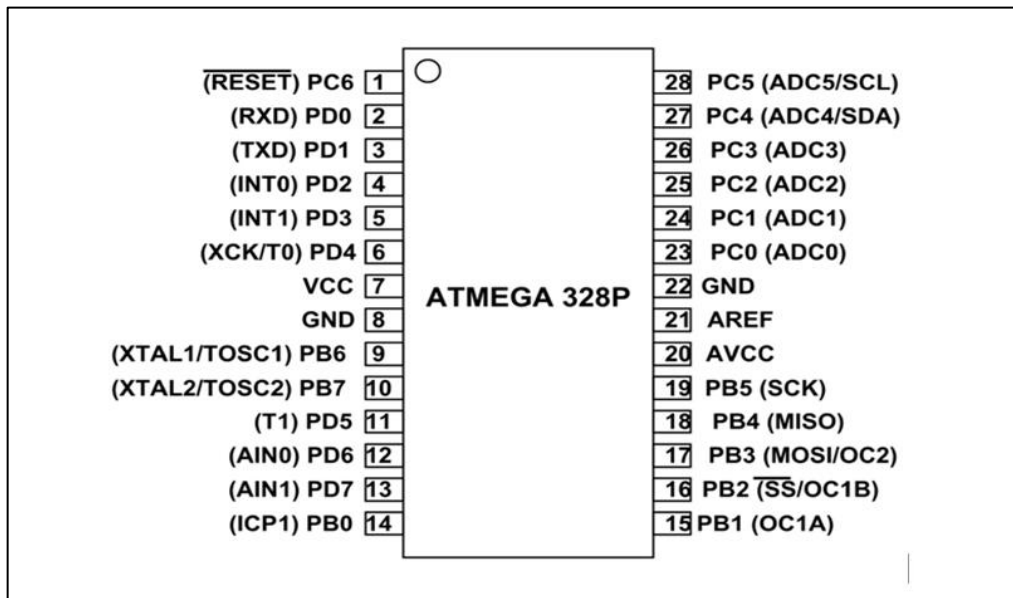 (RESET) PC6 1
(RXD) PD0 2
(TXD) PD1 3
(INT0) PD2 4
(INT1) PD3 5
(XCK/T0) PD4 6
VCC 7
GND 8
(XTAL1/TOSC1) PB6 9
(XTAL2/TOSC2) PB7 10
(T1) PD5 11
(AIN0) PD6 12
(AIN1) PD7 13
(ICP1) PB0 14
ATMEGA 328P
28 PC5 (ADC5/SCL)
27 PC4 (ADC4/SDA)
26 PC3 (ADC3)
25 PC2 (ADC2)
24 PC1 (ADC1)
23 PC0 (ADC0)
22 GND
21 AREF
20 AVCC
19 PB5 (SCK)
18 PB4 (MISO)
17 PB3 (MOSI/OC2)
16 PB2 (SS/OC1B)
15 PB1 (OC1A)